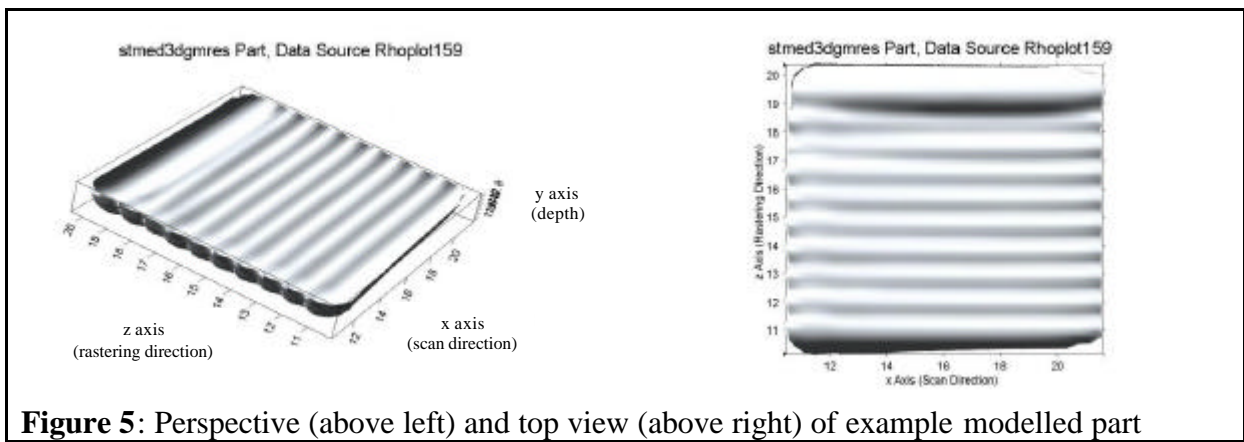 stmed3dgmres Part, Data Source Rhoplot159
y axis
(depth)
20
19
18
17
16
15
14
13
12
11
z axis
(rastering direction)
12
14
16
18
20
x axis
(scan direction)
stmed3dgmres Part, Data Source Rhoplot159
z Axis (Rastering Direction)
20
19
18
17
16
15
14
13
12
11
12
14
16
18
20
x Axis (Scan Direction)
Figure 5: Perspective (above left) and top view (above right) of example modelled part